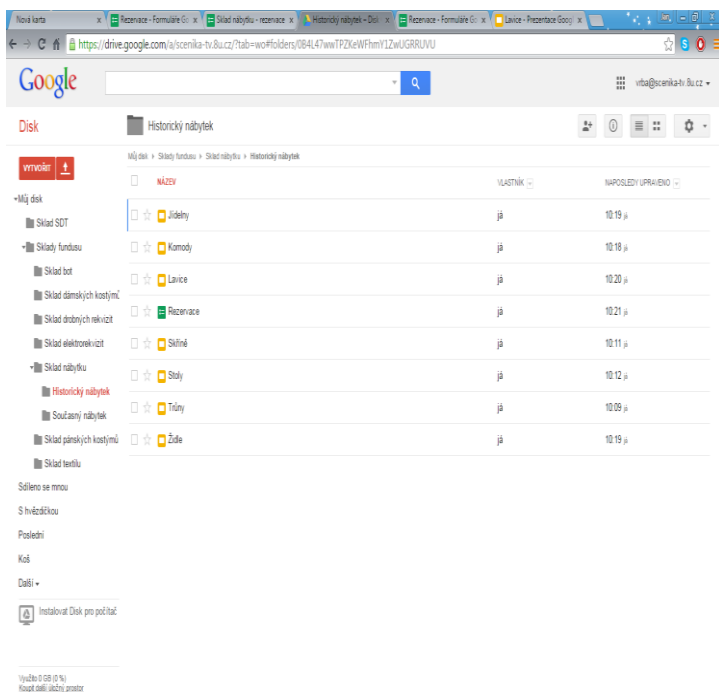 Nová karta
Rezervace - Formuláře Go
Sklad nábytku - rezervace
Historický nábytek - Disk
Rezervace - Formuláře Go
Lavice - Prezentace Goog
https://drive.google.com/a/scenika-tv.8u.cz/?tab=wo#folders/0B4L47wwTPZKeWFhmY1ZwUGRRUVU
Google
vrba@scenika-tv.8u.cz
Disk
Historický nábytek
VYTVOŘIT
Můj disk
Sklad SDT
Sklady fundusu
Sklad bot
Sklad dámských kostýmů
Sklad drobných rekvizit
Sklad elektrorekvizit
Sklad nábytku
Historický nábytek
Současný nábytek
Sklad pánských kostýmů
Sklad textilu
Sdíleno se mnou
S hvězdičkou
Poslední
Koš
Další
Instalovat Disk pro počítač
Využito 0 GB (0 %)
Koupit další úložný prostor
Můj disk Sklady fundusu Sklad nábytku Historický nábytek
NÁZEV VLASTNÍK NAPOSLEDY UPRAVENO
Jídelny já 10:19 já
Komody já 10:18 já
Lavice já 10:20 já
Rezervace já 10:21 já
Skříně já 10:11 já
Stoly já 10:12 já
Trůny já 10:09 já
Židle já 10:19 já